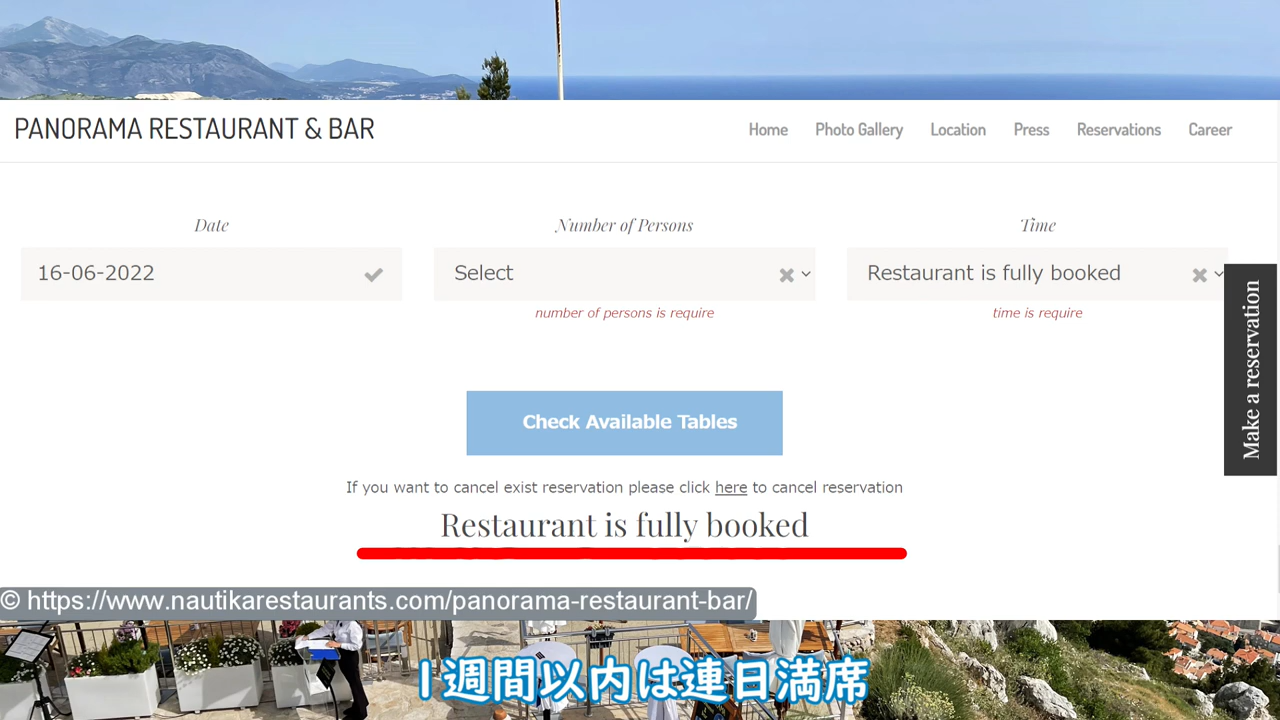 PANORAMA RESTAURANT & BAR
Home Photo Gallery Location Press Reservations Career
Date Number of Persons Time
16-06-2022 Select Restaurant is fully booked
number of persons is require time is require
Make a reservation
Check Available Tables
If you want to cancel exist reservation please click here to cancel reservation
Restaurant is fully booked
© https://www.nautikarestaurants.com/panorama-restaurant-bar/
1週間以内は連日満席